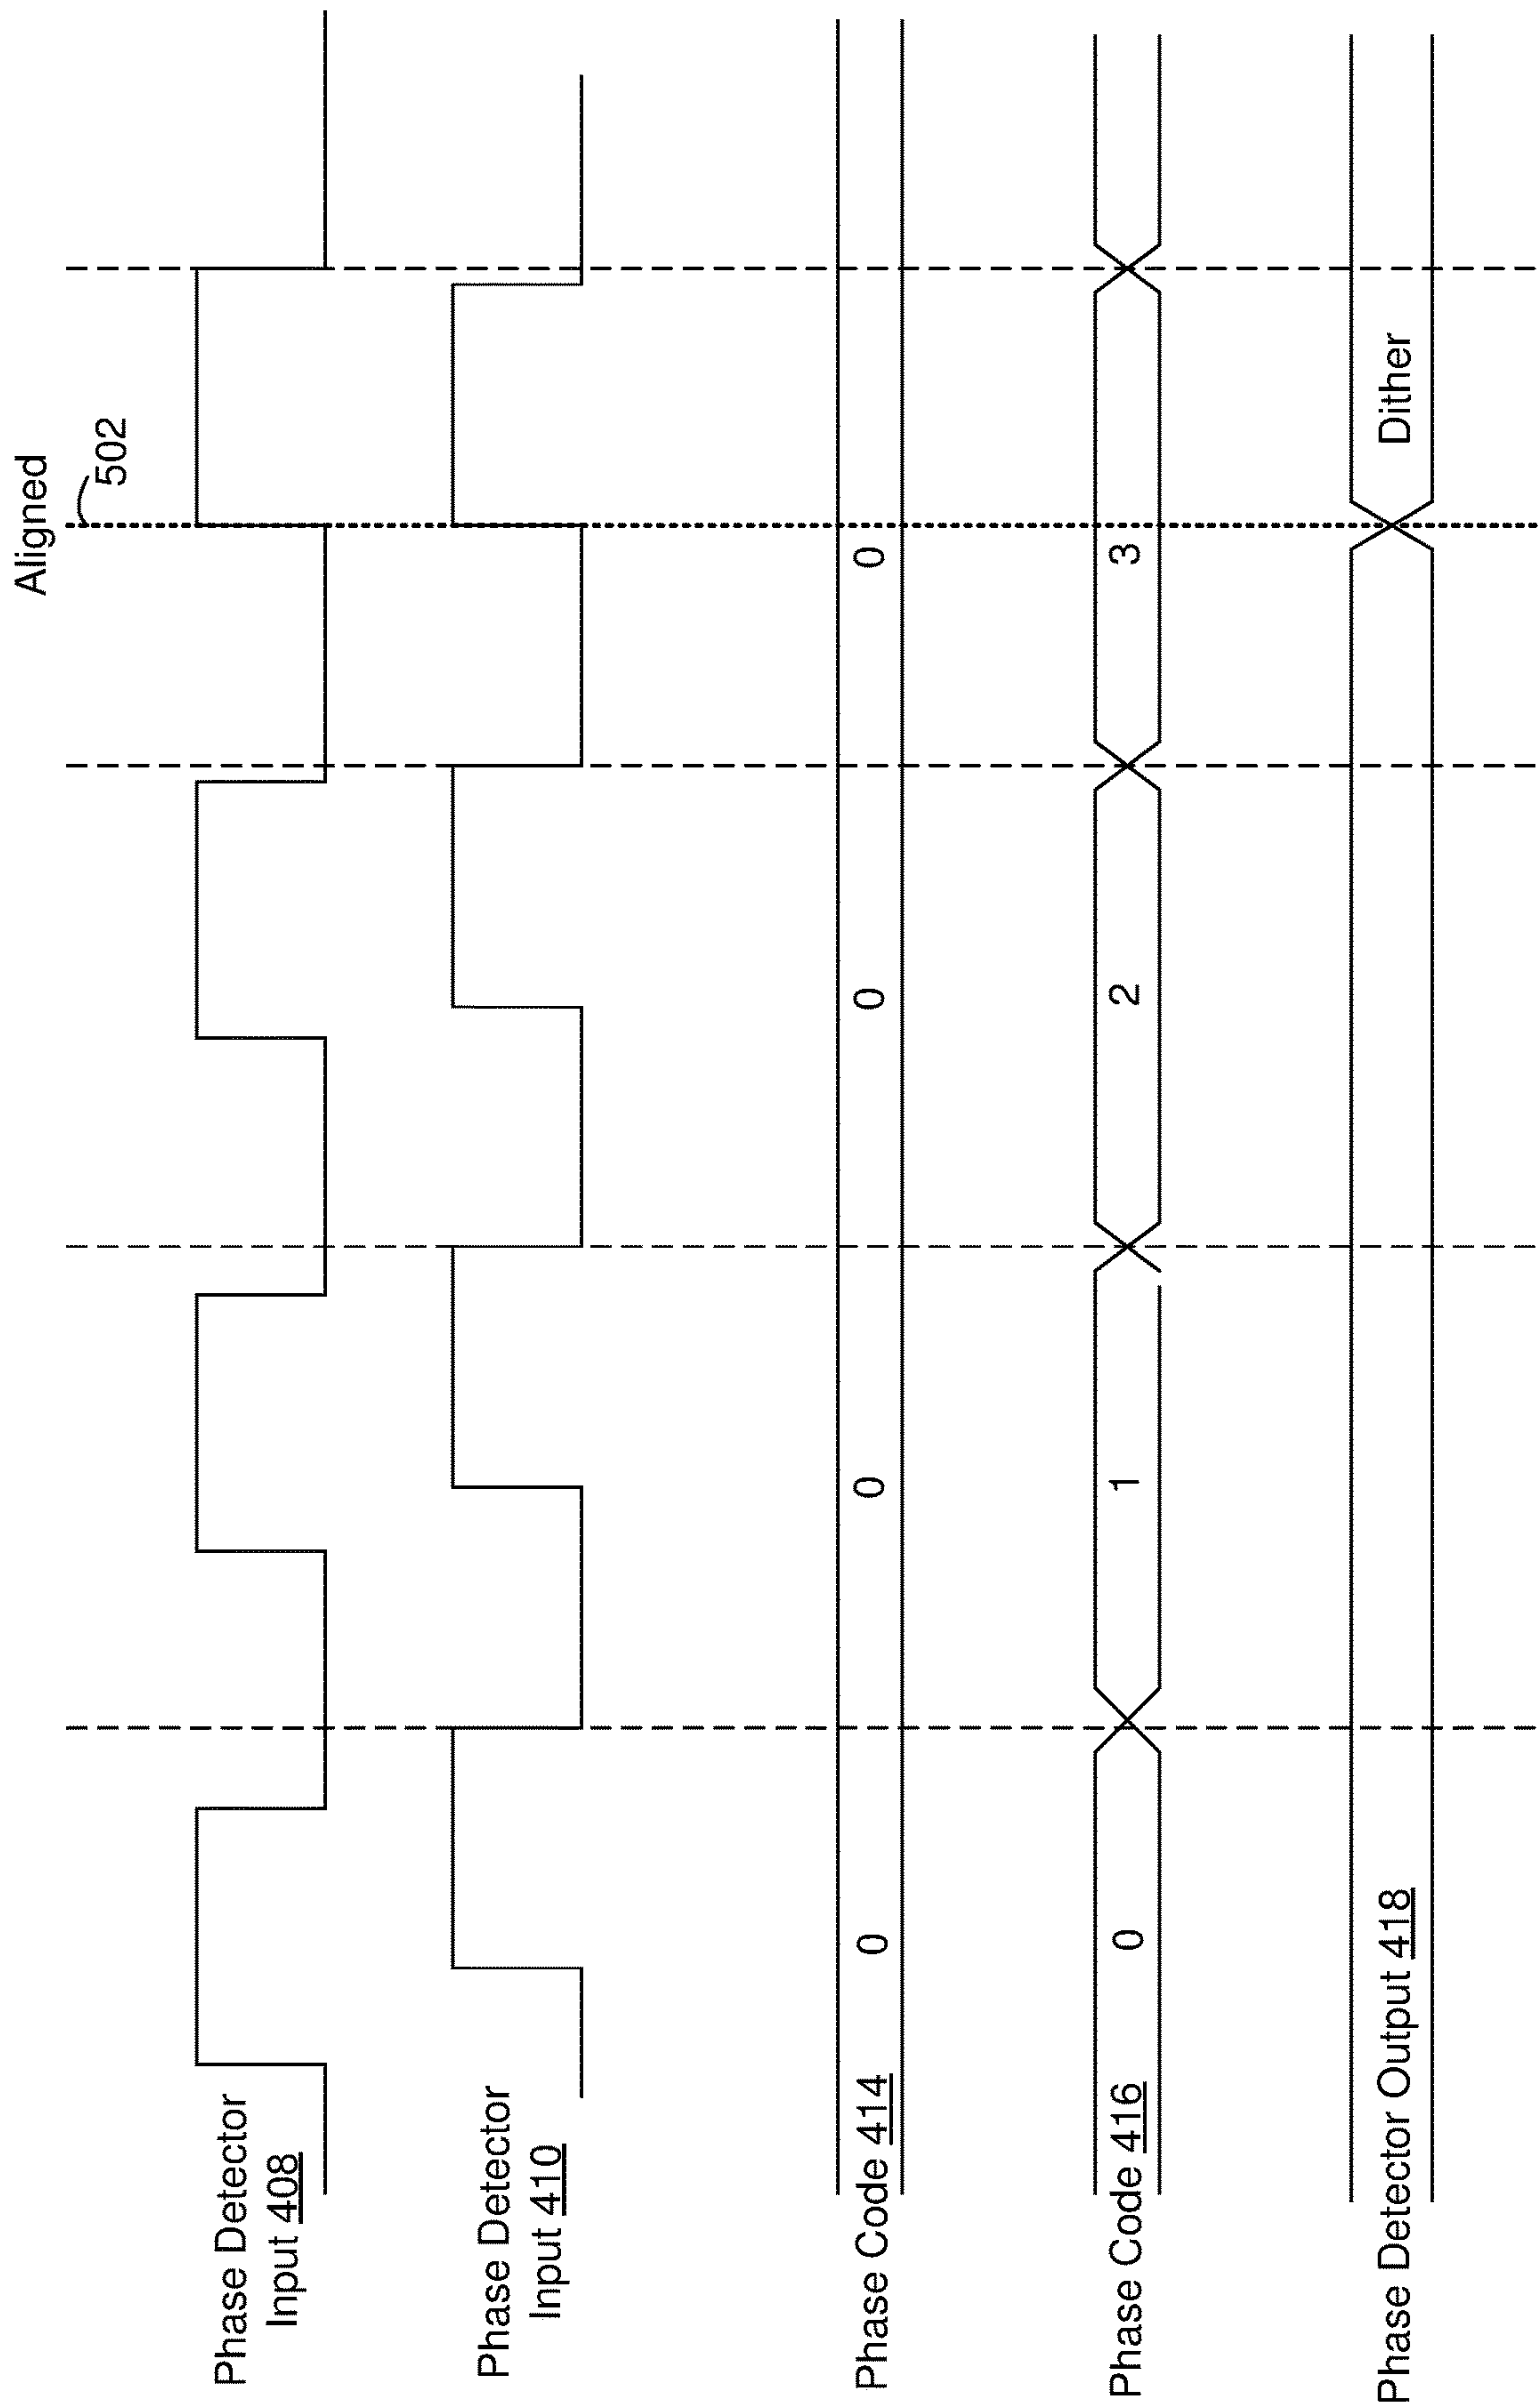 Aligned
502
Phase Detector
Input 408
Phase Detector
Input 410
Phase Code 414
0
0
0
0
Phase Code 416
0
1
2
3
Phase Detector Output 418
Dither